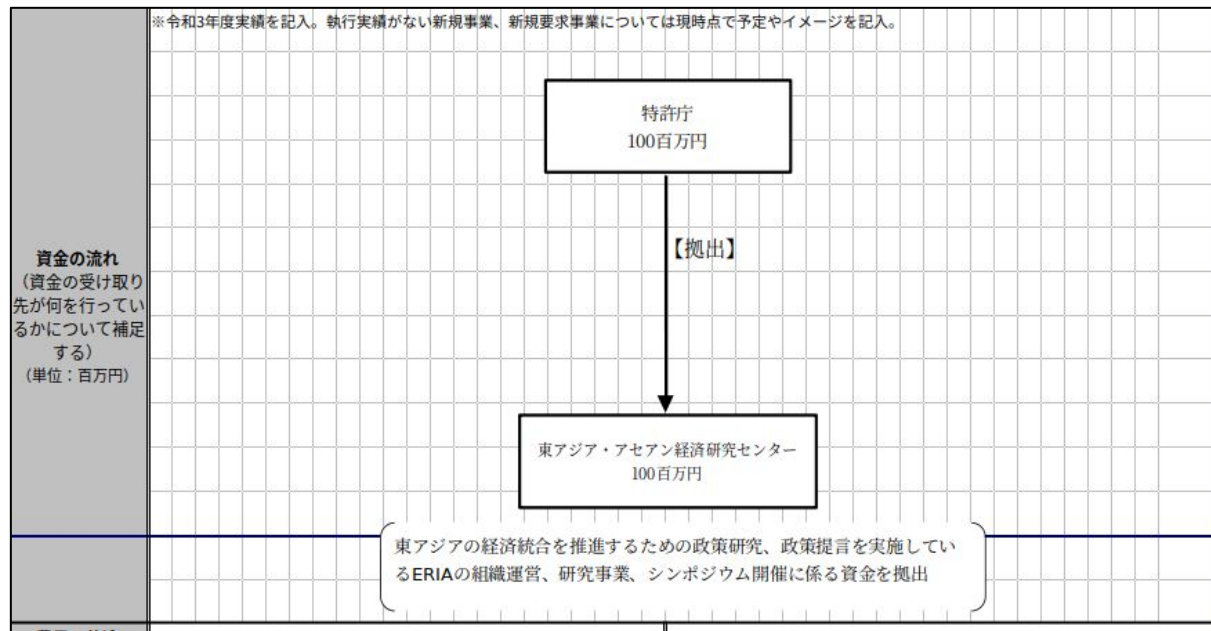 ※令和3年度実績を記入。執行実績がない新規事業、新規要求事業については現時点で予定やイメージを記入。
特許庁
100百万円
【拠出】
資金の流れ
（資金の受け取り
先が何を行ってい
るかについて補足
する）
（単位：百万円）
東アジア・アセアン経済研究センター
100百万円
東アジアの経済統合を推進するための政策研究、政策提言を実施してい
るERIAの組織運営、研究事業、シンポジウム開催に係る資金を拠出